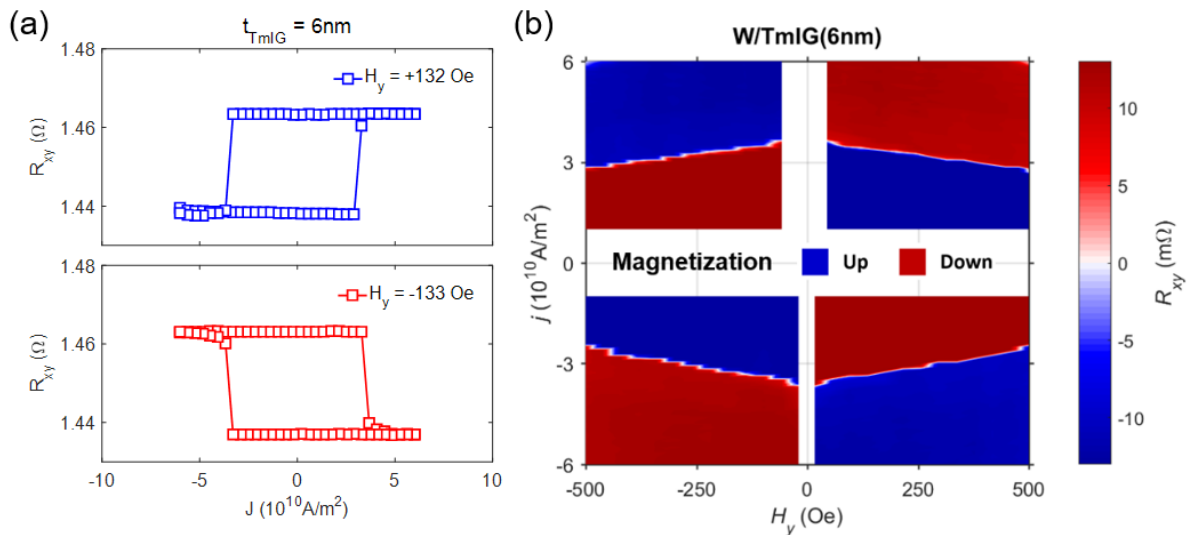 (a)
t_TmIG = 6nm
1.48
1.46
1.44
R_xy (Ω)
H_y = +132 Oe
1.48
1.46
1.44
R_xy (Ω)
H_y = -133 Oe
-10 -5 0 5 10
J (10^10 A/m^2)
(b)
W/TmIG(6nm)
6
3
0
-3
-6
j (10^10 A/m^2)
Magnetization Up Down
-500 -250 0 250 500
H_y (Oe)
10
5
0
-5
-10
R_xy (mΩ)